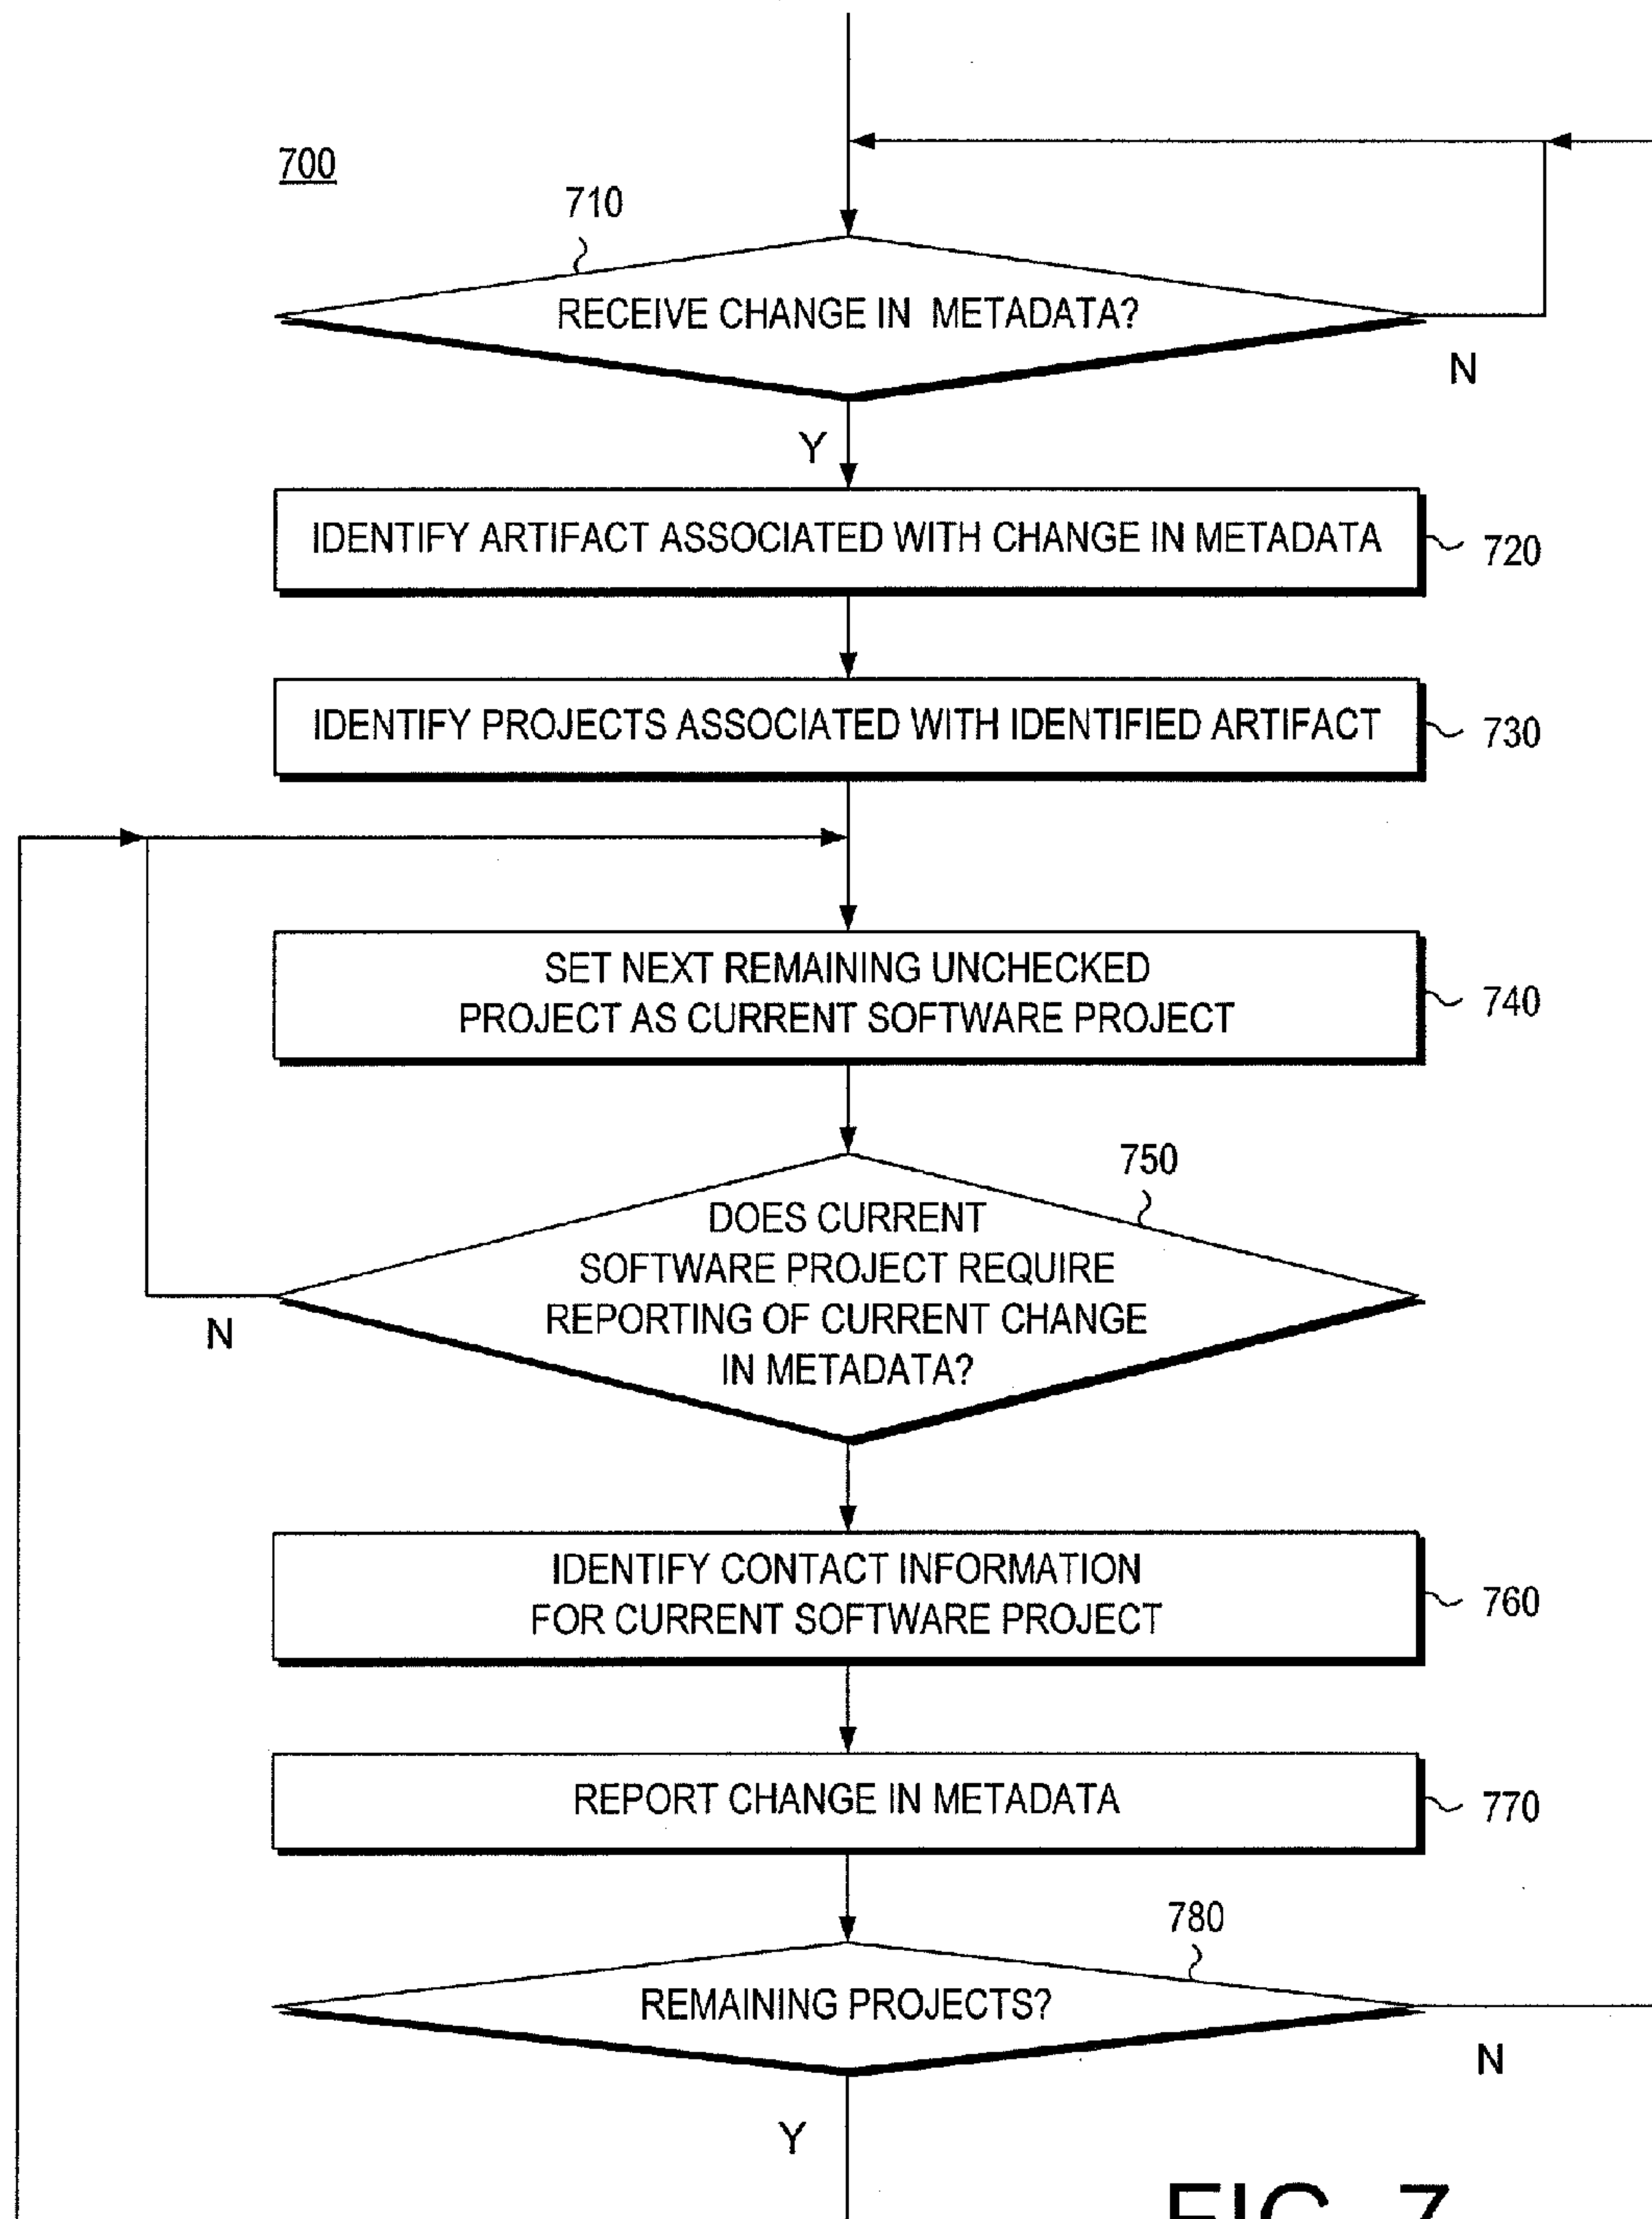 700
710
RECEIVE CHANGE IN METADATA?
N
Y
IDENTIFY ARTIFACT ASSOCIATED WITH CHANGE IN METADATA
720
IDENTIFY PROJECTS ASSOCIATED WITH IDENTIFIED ARTIFACT
730
SET NEXT REMAINING UNCHECKED
PROJECT AS CURRENT SOFTWARE PROJECT
740
750
DOES CURRENT
SOFTWARE PROJECT REQUIRE
REPORTING OF CURRENT CHANGE
IN METADATA?
N
IDENTIFY CONTACT INFORMATION
FOR CURRENT SOFTWARE PROJECT
760
REPORT CHANGE IN METADATA
770
780
REMAINING PROJECTS?
N
Y
FIG. 7